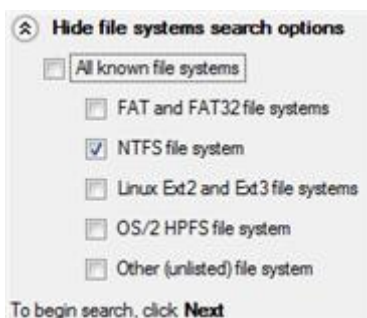 Hide file systems search options
All known file systems
FAT and FAT32 file systems
NTFS file system
Linux Ext2 and Ext3 file systems
OS/2 HPFS file system
Other (unlisted) file system
To begin search, click Next